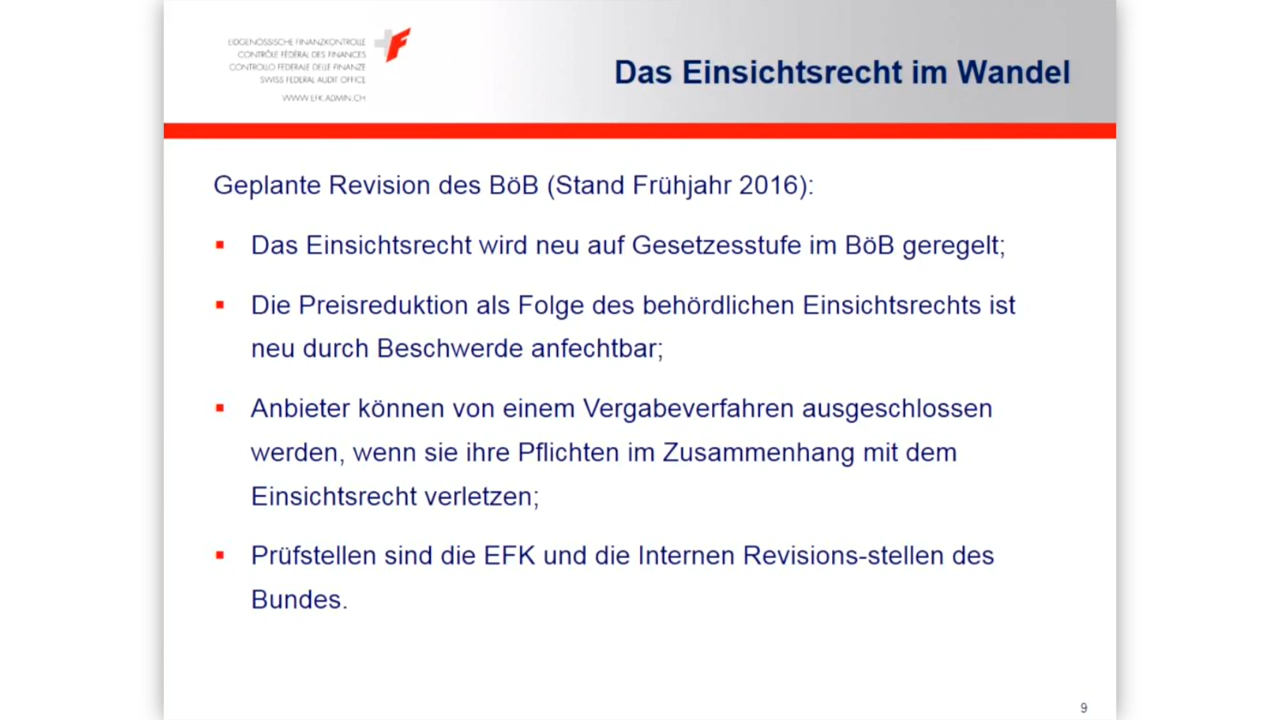 EIDGENÖSSISCHE FINANZKONTROLLE
CONTRÔLE FÉDÉRAL DES FINANCES
CONTROLLO FEDERALE DELLE FINANZE
SWISS FEDERAL AUDIT OFFICE
WWW.EFK.ADMIN.CH
Das Einsichtsrecht im Wandel
Geplante Revision des BöB (Stand Frühjahr 2016):
▪ Das Einsichtsrecht wird neu auf Gesetzesstufe im BöB geregelt;
▪ Die Preisreduktion als Folge des behördlichen Einsichtsrechts ist
neu durch Beschwerde anfechtbar;
▪ Anbieter können von einem Vergabeverfahren ausgeschlossen
werden, wenn sie ihre Pflichten im Zusammenhang mit dem
Einsichtsrecht verletzen;
▪ Prüfstellen sind die EFK und die Internen Revisions-stellen des
Bundes.
9